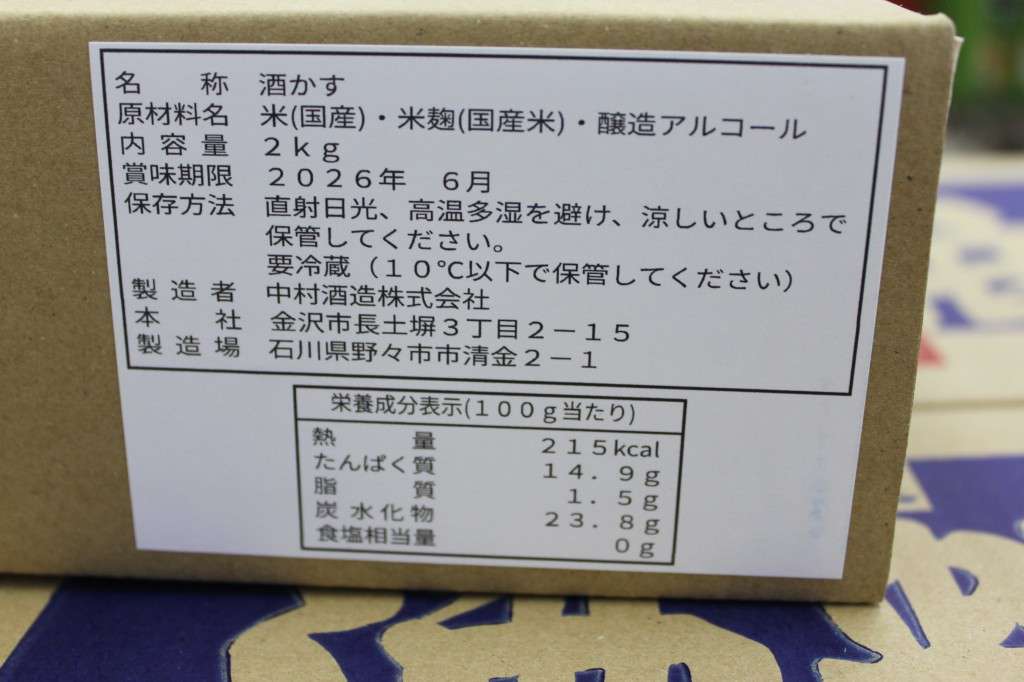 名称 酒かす
原材料名 米(国産)・米麹(国産米)・醸造アルコール
内容量 2kg
賞味期限 2026年 6月
保存方法 直射日光、高温多湿を避け、涼しいところで
保管してください。
要冷蔵(10℃以下で保管してください)
製造者 中村酒造株式会社
本社 金沢市長土塀3丁目2-15
製造場 石川県野々市市清金2-1
栄養成分表示(100g当たり)
熱量 215kcal
たんぱく質 14.9g
脂質 1.5g
炭水化物 23.8g
食塩相当量 0g